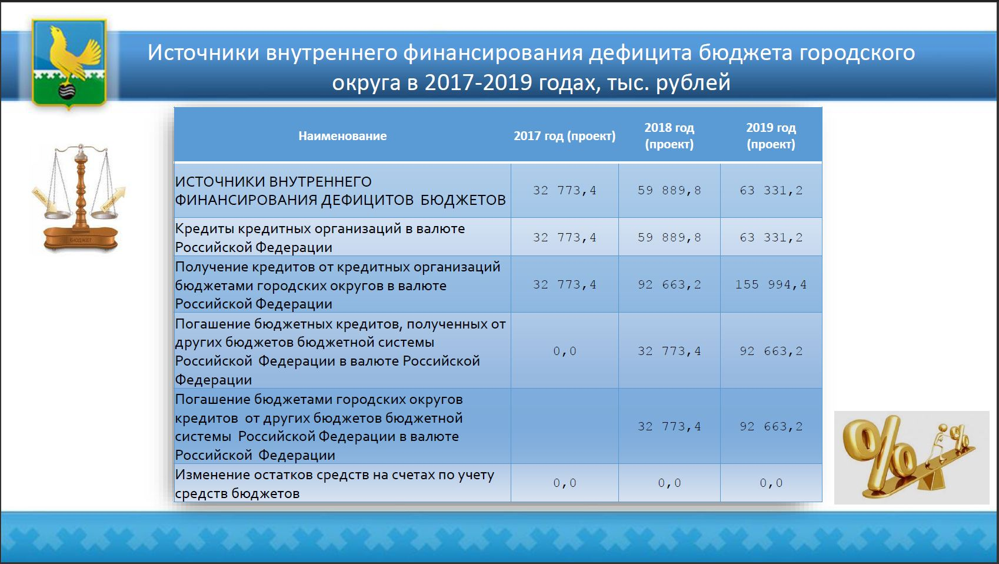 Источники внутреннего финансирования дефицита бюджета городского
округа в 2017-2019 годах, тыс. рублей
Наименование 2017 год (проект) 2018 год (проект) 2019 год (проект)
ИСТОЧНИКИ ВНУТРЕННЕГО
ФИНАНСИРОВАНИЯ ДЕФИЦИТОВ БЮДЖЕТОВ 32 773,4 59 889,8 63 331,2
Кредиты кредитных организаций в валюте
Российской Федерации 32 773,4 59 889,8 63 331,2
Получение кредитов от кредитных организаций
бюджетами городских округов в валюте
Российской Федерации 32 773,4 92 663,2 155 994,4
Погашение бюджетных кредитов, полученных от
других бюджетов бюджетной системы
Российской Федерации в валюте Российской
Федерации 0,0 32 773,4 92 663,2
Погашение бюджетами городских округов
кредитов от других бюджетов бюджетной
системы Российской Федерации в валюте
Российской Федерации 32 773,4 92 663,2
Изменение остатков средств на счетах по учету
средств бюджетов 0,0 0,0 0,0
Доходы
Расходы
БЮДЖЕТ
% %